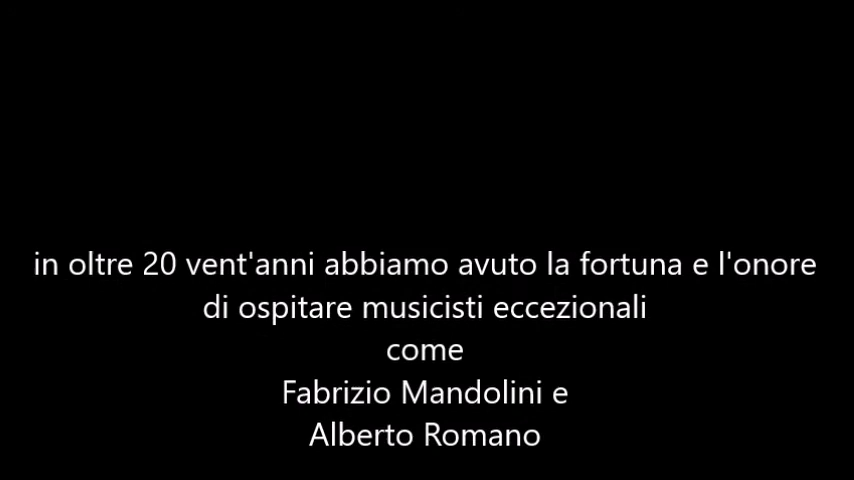 in oltre 20 vent'anni abbiamo avuto la fortuna e l'onore
di ospitare musicisti eccezionali
come
Fabrizio Mandolini e
Alberto Romano